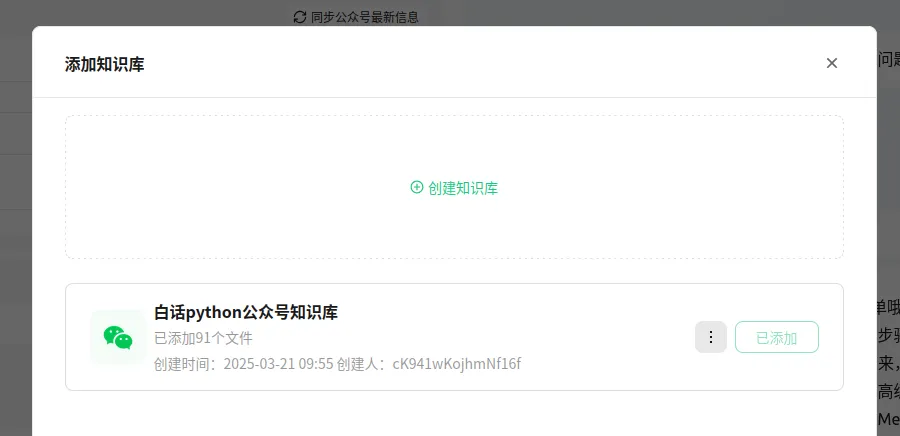 同步公众号最新信息
添加知识库
问题
创建知识库
白话python公众号知识库
已添加91个文件
已添加
创建时间：2025-03-21 09:55 创建人：cK941wKojhmNf16f
单哦
步骤
来，
高级
Me